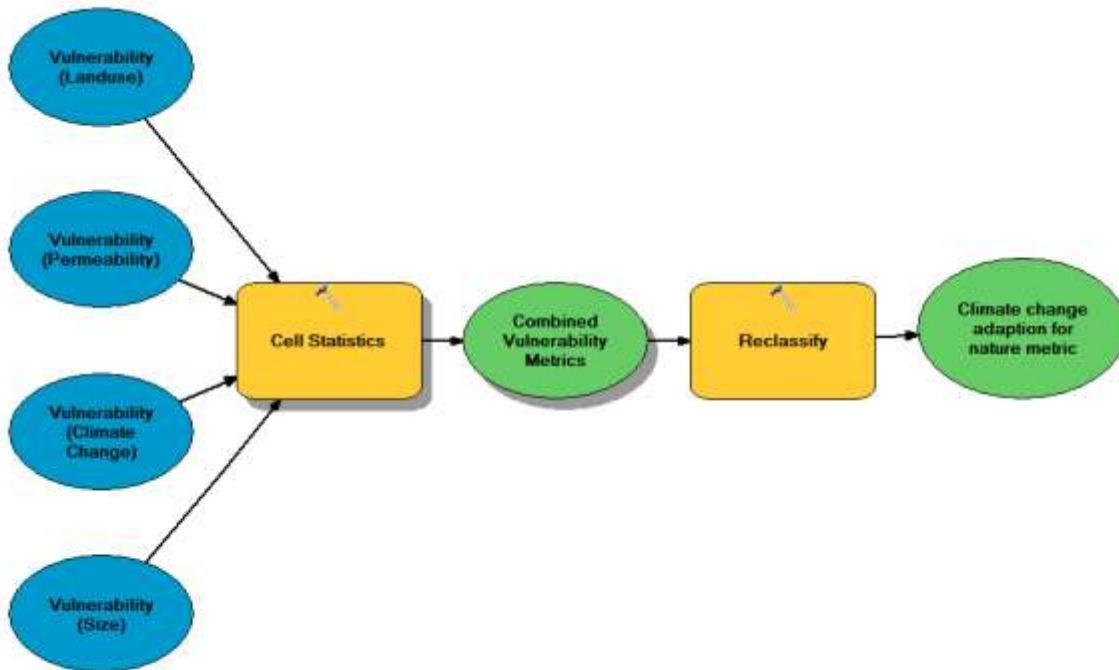 Vulnerability
(Landuse)
Vulnerability
(Permeability)
Vulnerability
(Climate
Change)
Vulnerability
(Size)
Cell Statistics
Combined
Vulnerability
Metrics
Reclassify
Climate change
adaption for
nature metric